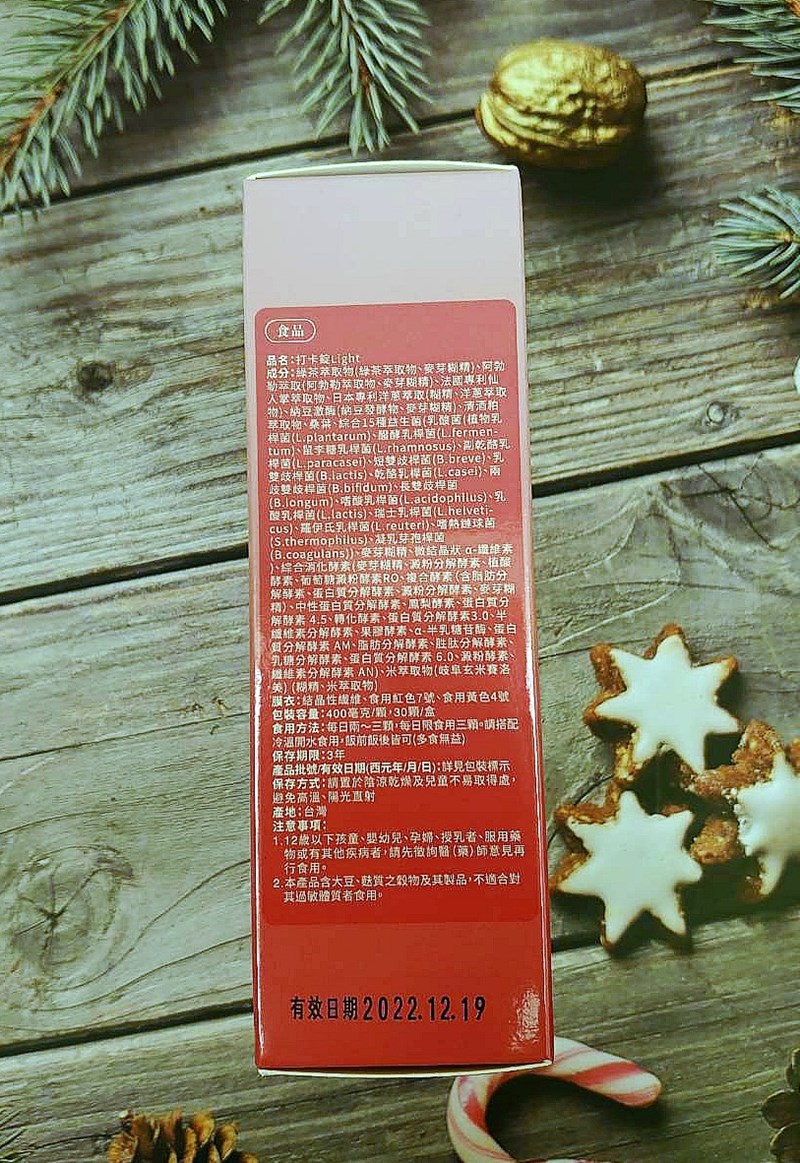 食品
品名:打卡錠Light
成分:綠茶萃取物(綠茶萃取物、麥芽糊精)、阿勃
勒萃取(阿勃勒萃取物、麥芽糊精)、法國專利仙
人掌萃取物、日本專利洋蔥萃取(糊精、洋蔥萃取
物)、納豆激酶(納豆發酵物、麥芽糊精)、清酒粕
萃取物、桑葉、綜合15種益生菌(乳酸菌(植物乳
桿菌(L.plantarum)、醱酵乳桿菌(L.fermen-
tum)、鼠李糖乳桿菌(L.rhamnosus)、副乾酪乳
桿菌(L.paracasei)、短雙歧桿菌(B.breve)、乳
雙歧桿菌(B.lactis)、乾酪乳桿菌(L.casei)、兩
歧雙歧桿菌(B.bifidum)、長雙歧桿菌
(B.longum)、嗜酸乳桿菌(L.acidophilus)、乳
酸乳桿菌(L.lactis)、瑞士乳桿菌(L.helveti-
cus)、羅伊氏乳桿菌(L.reuteri)、嗜熱鏈球菌
(S.thermophilus)、凝乳芽孢桿菌
(B.coagulans))、麥芽糊精、微結晶狀 α-纖維素
)、綜合消化酵素(麥芽糊精、澱粉分解酵素、植酸
酵素、葡萄糖澱粉酵素RO、複合酵素(含脂肪分
解酵素、蛋白質分解酵素、澱粉分解酵素、麥芽糊
精)、中性蛋白質分解酵素、鳳梨酵素、蛋白質分
解酵素 4.5、轉化酵素、蛋白質分解酵素3.0、半
纖維素分解酵素、果膠酵素、α-半乳糖苷酶、蛋白
質分解酵素 AM、脂肪分解酵素、胜肽分解酵素、
乳糖分解酵素、蛋白質分解酵素 6.0、澱粉酵素、
纖維素分解酵素 AN)、米萃取物(岐阜玄米賽洛
美)(糊精、米萃取物)
膜衣:結晶性纖維、食用紅色7號、食用黃色4號
包裝容量:400毫克/顆,30顆/盒
食用方法:每日兩～三顆,每日限食用三顆。請搭配
冷溫開水食用,飯前飯後皆可(多食無益)
保存期限:3年
產品批號/有效日期(西元年/月/日):詳見包裝標示
保存方式:請置於陰涼乾燥及兒童不易取得處,
避免高溫、陽光直射
產地:台灣
注意事項:
1.12歲以下孩童、嬰幼兒、孕婦、授乳者、服用藥
物或有其他疾病者,請先徵詢醫(藥)師意見再
行食用。
2.本產品含大豆、麩質之穀物及其製品,不適合對
其過敏體質者食用。
有效日期2022.12.19